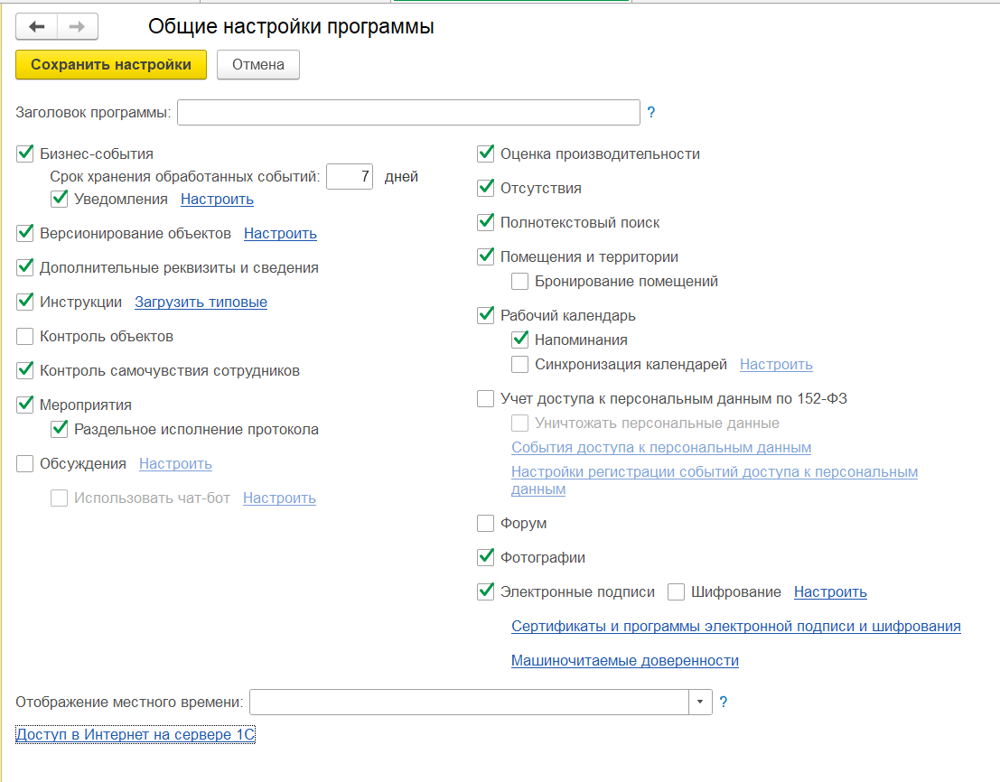 Общие настройки программы
Сохранить настройки Отмена
Заголовок программы: ?
Бизнес-события
Срок хранения обработанных событий: 7 дней
Уведомления Настроить
Версионирование объектов Настроить
Дополнительные реквизиты и сведения
Инструкции Загрузить типовые
Контроль объектов
Контроль самочувствия сотрудников
Мероприятия
Раздельное исполнение протокола
Обсуждения Настроить
Использовать чат-бот Настроить
Оценка производительности
Отсутствия
Полнотекстовый поиск
Помещения и территории
Бронирование помещений
Рабочий календарь
Напоминания
Синхронизация календарей Настроить
Учет доступа к персональным данным по 152-ФЗ
Уничтожать персональные данные
События доступа к персональным данным
Настройки регистрации событий доступа к персональным
данным
Форум
Фотографии
Электронные подписи Шифрование Настроить
Сертификаты и программы электронной подписи и шифрования
Машиночитаемые доверенности
Отображение местного времени: ?
Доступ в Интернет на сервере 1С